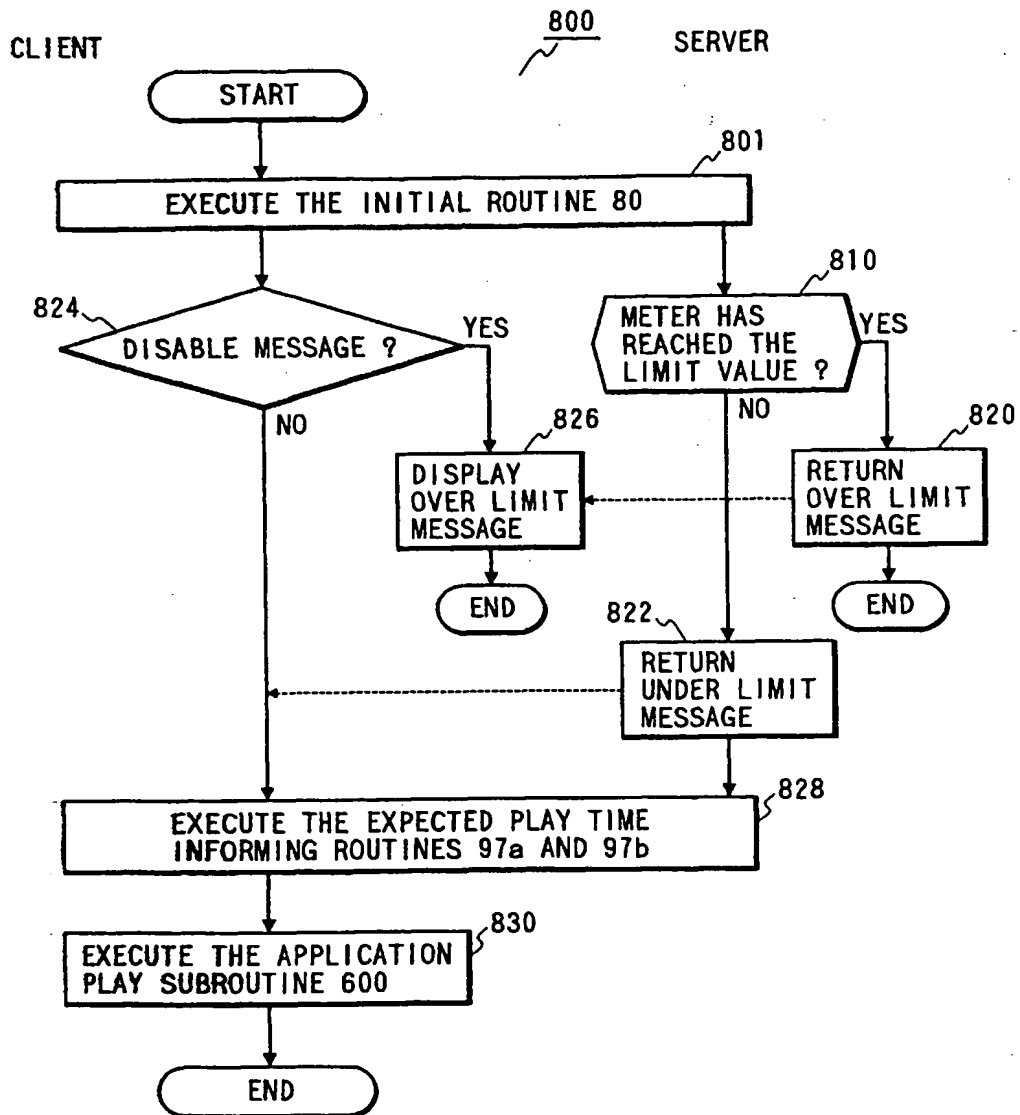 800
CLIENT
SERVER
START
801
EXECUTE THE INITIAL ROUTINE 80
810
824
DISABLE MESSAGE ?
YES
METER HAS
REACHED THE
LIMIT VALUE ?
YES
NO
NO
826
DISPLAY
OVER LIMIT
MESSAGE
820
RETURN
OVER LIMIT
MESSAGE
END
END
822
RETURN
UNDER LIMIT
MESSAGE
828
EXECUTE THE EXPECTED PLAY TIME
INFORMING ROUTINES 97a AND 97b
830
EXECUTE THE APPLICATION
PLAY SUBROUTINE 600
END